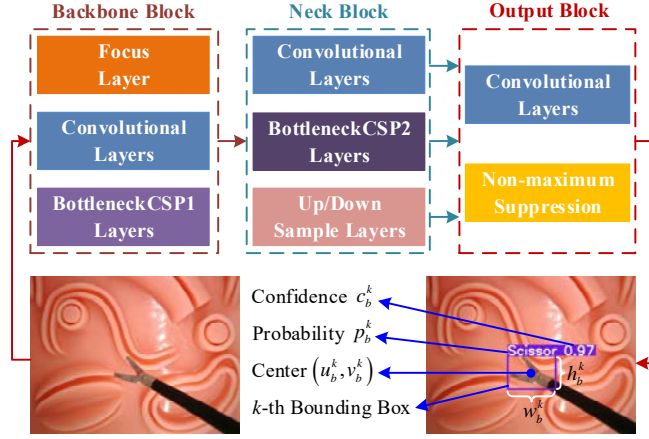 Backbone Block
Neck Block
Output Block
Focus
Layer
Convolutional
Layers
BottleneckCSP1
Layers
Convolutional
Layers
BottleneckCSP2
Layers
Up/Down
Sample Layers
Convolutional
Layers
Non-maximum
Suppression
Confidence c_b^k
Probability p_b^k
Center (u_b^k, v_b^k)
k-th Bounding Box
Scissor 0.97
h_b^k
w_b^k